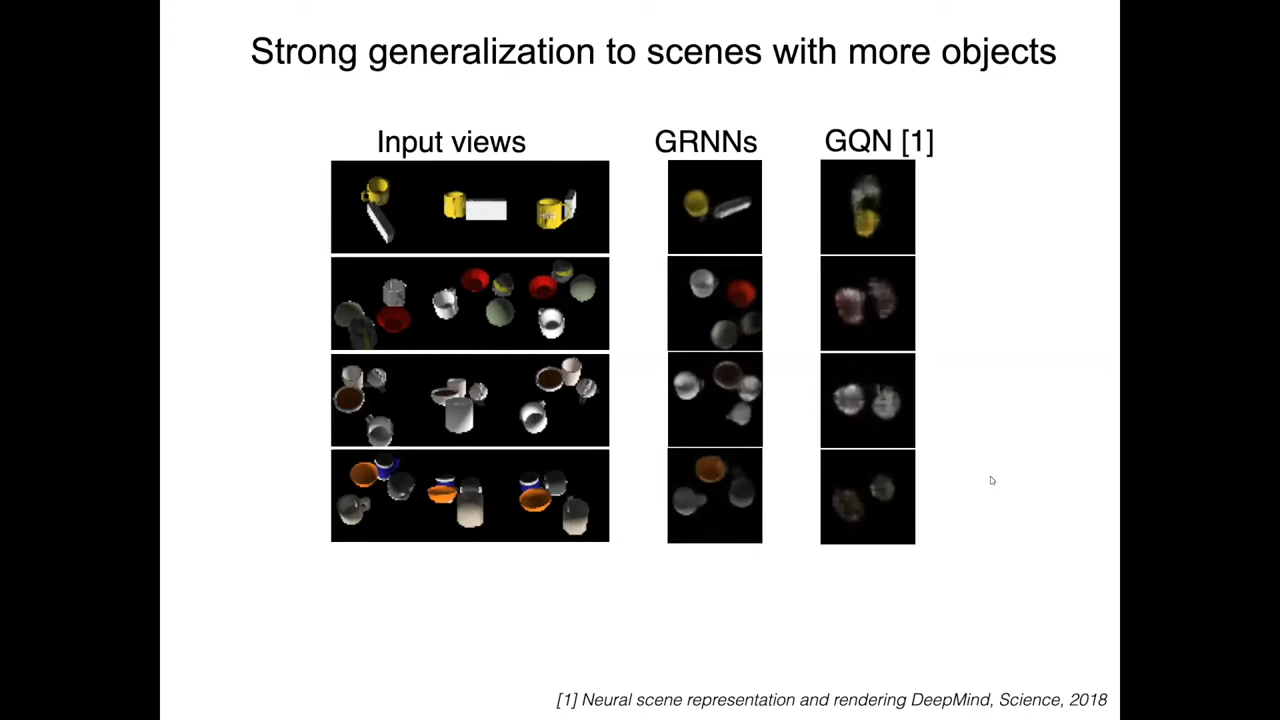 Strong generalization to scenes with more objects
Input views
GRNNs
GQN [1]
[1] Neural scene representation and rendering DeepMind, Science, 2018